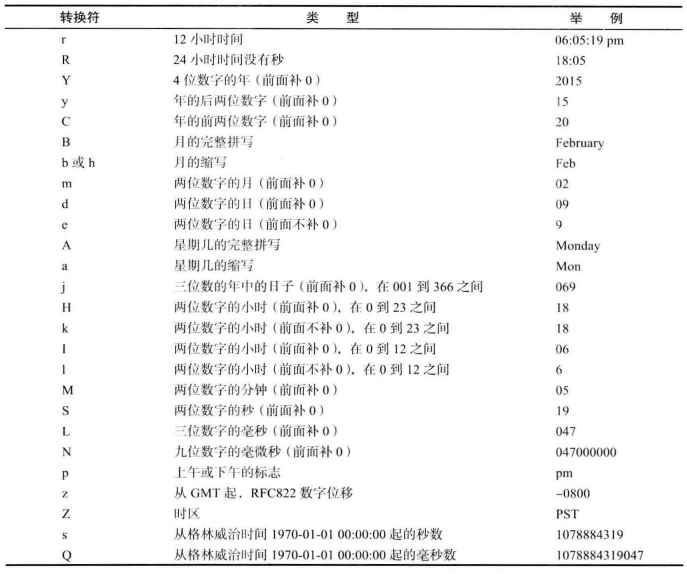 转换符 类 型 举 例
r 12 小时时间 06:05:19 pm
R 24 小时时间没有秒 18:05
Y 4 位数字的年（前面补 0） 2015
y 年的后两位数字（前面补 0） 15
C 年的前两位数字（前面补 0） 20
B 月的完整拼写 February
b 或 h 月的缩写 Feb
m 两位数字的月（前面补 0） 02
d 两位数字的日（前面补 0） 09
e 两位数字的日（前面不补 0） 9
A 星期几的完整拼写 Monday
a 星期几的缩写 Mon
j 三位数的年中的日子（前面补 0），在 001 到 366 之间 069
H 两位数字的小时（前面补 0），在 0 到 23 之间 18
k 两位数字的小时（前面不补 0），在 0 到 23 之间 18
I 两位数字的小时（前面补 0），在 0 到 12 之间 06
l 两位数字的小时（前面不补 0），在 0 到 12 之间 6
M 两位数字的分钟（前面补 0） 05
S 两位数字的秒（前面补 0） 19
L 三位数字的毫秒（前面补 0） 047
N 九位数字的毫微秒（前面补 0） 047000000
p 上午或下午的标志 pm
z 从 GMT 起，RFC822 数字位移 -0800
Z 时区 PST
s 从格林威治时间 1970-01-01 00:00:00 起的秒数 1078884319
Q 从格林威治时间 1970-01-01 00:00:00 起的毫秒数 1078884319047